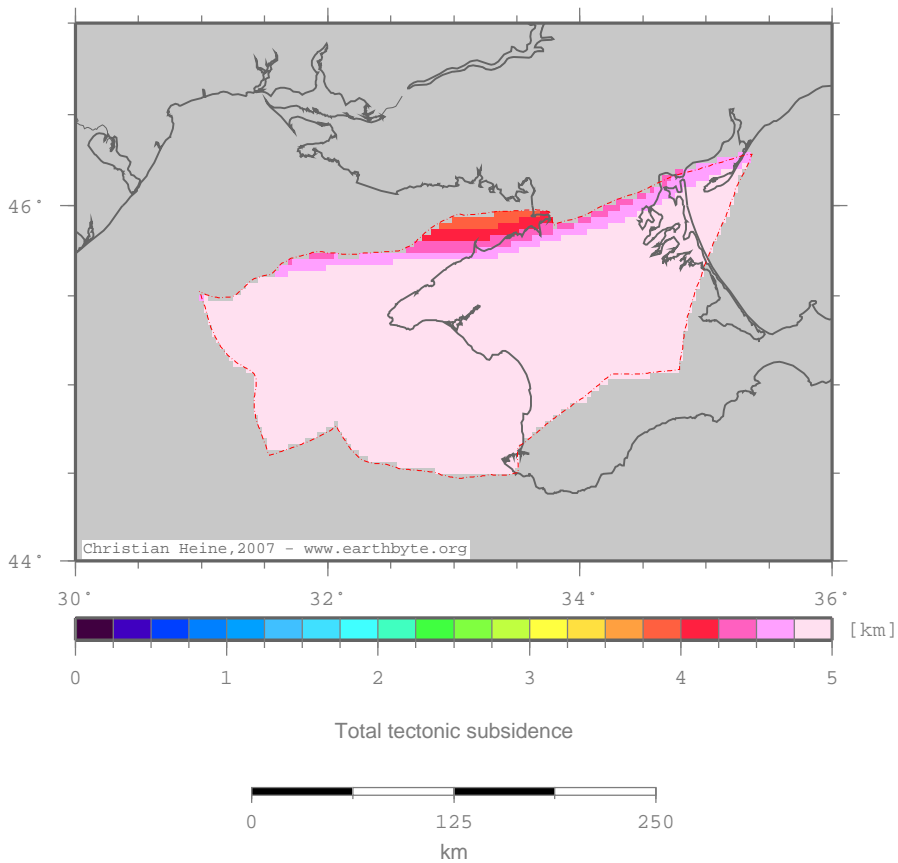 46°
44°
Christian Heine,2007 - www.earthbyte.org
30° 32° 34° 36°
[km]
0 1 2 3 4 5
Total tectonic subsidence
0 125 250
km